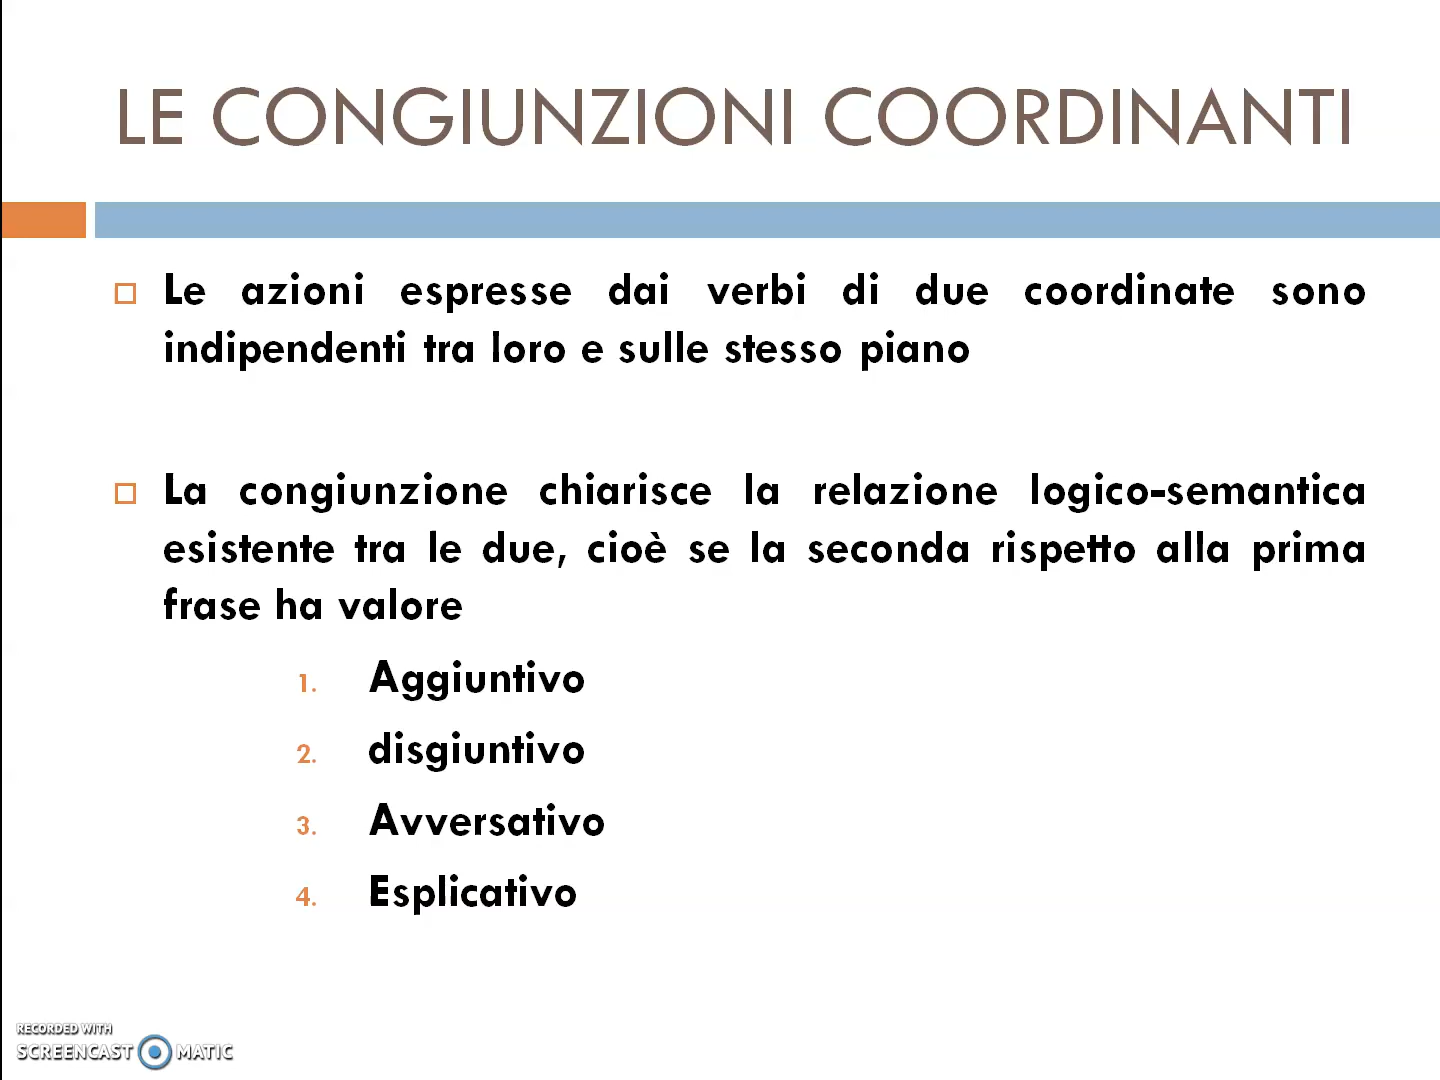 LE CONGIUNZIONI COORDINANTI
Le azioni espresse dai verbi di due coordinate sono
indipendenti tra loro e sulle stesso piano
La congiunzione chiarisce la relazione logico-semantica
esistente tra le due, cioè se la seconda rispetto alla prima
frase ha valore
1. Aggiuntivo
2. disgiuntivo
3. Avversativo
4. Esplicativo
RECORDED WITH
SCREENCAST MATIC